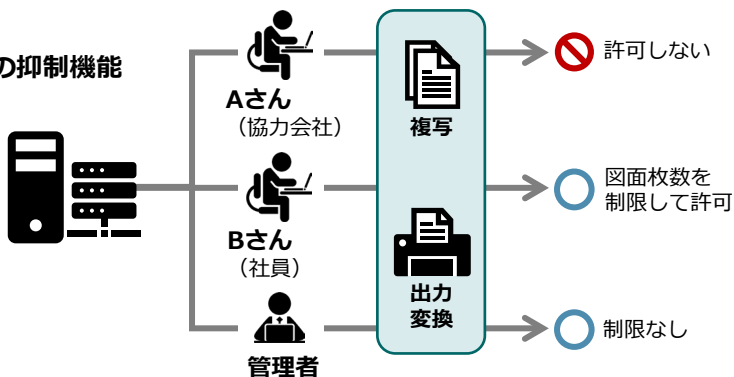 の抑制機能
Aさん
（協力会社）
複写
許可しない
Bさん
（社員）
図面枚数を
制限して許可
出力
変換
管理者
制限なし